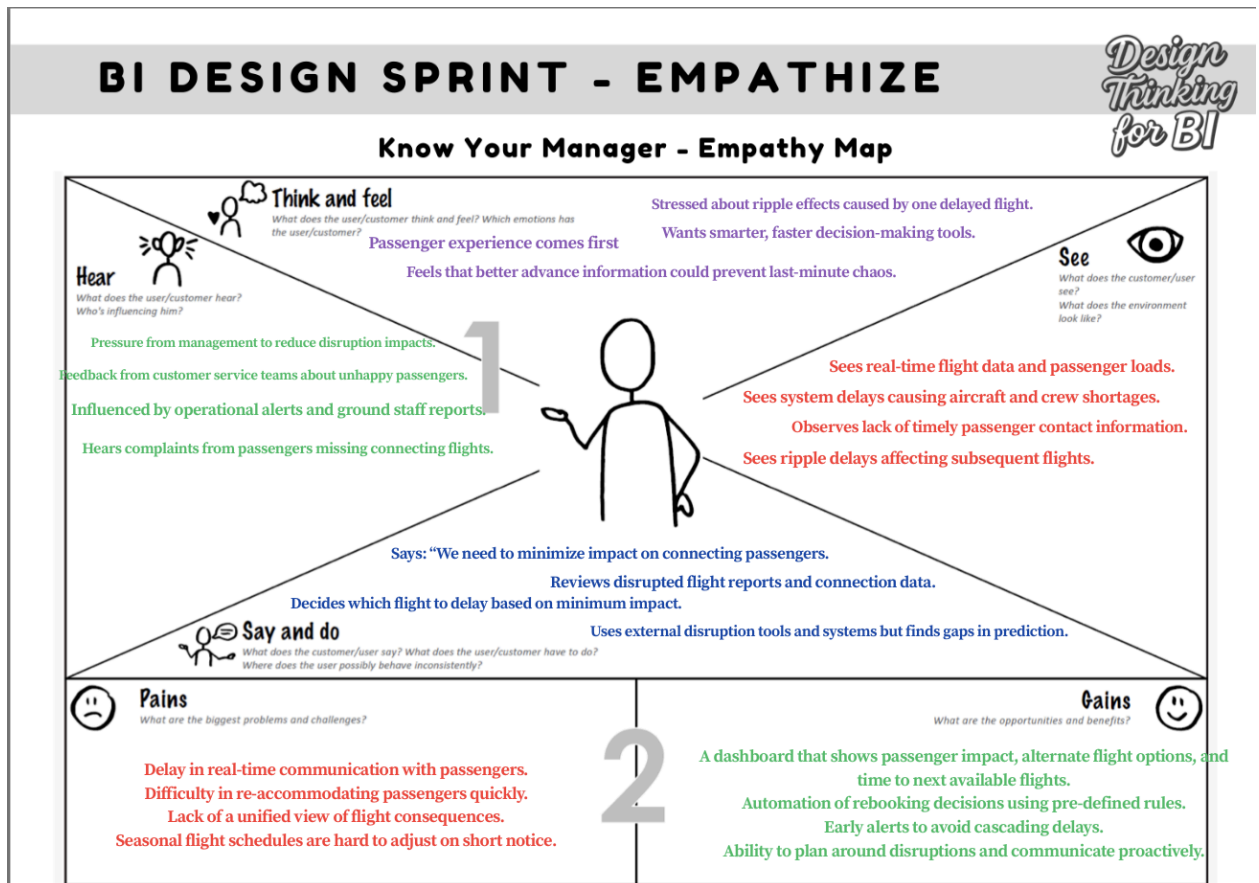 BI DESIGN SPRINT - EMPATHIZE
Design
Thinking
for BI
Know Your Manager - Empathy Map
Think and feel
What does the user/customer think and feel? Which emotions has
the user/customer?
Passenger experience comes first
Stressed about ripple effects caused by one delayed flight.
Wants smarter, faster decision-making tools.
Feels that better advance information could prevent last-minute chaos.
Hear
What does the user/customer hear?
Who's influencing him?
Pressure from management to reduce disruption impacts.
Feedback from customer service teams about unhappy passengers.
Influenced by operational alerts and ground staff reports.
Hears complaints from passengers missing connecting flights.
1
See
What does the customer/user
see?
What does the environment
look like?
Sees real-time flight data and passenger loads.
Sees system delays causing aircraft and crew shortages.
Observes lack of timely passenger contact information.
Sees ripple delays affecting subsequent flights.
Says: “We need to minimize impact on connecting passengers.
Reviews disrupted flight reports and connection data.
Decides which flight to delay based on minimum impact.
Uses external disruption tools and systems but finds gaps in prediction.
Say and do
What does the customer/user say? What does the user/customer have to do?
Where does the user possibly behave inconsistently?
Pains
What are the biggest problems and challenges?
Delay in real-time communication with passengers.
Difficulty in re-accommodating passengers quickly.
Lack of a unified view of flight consequences.
Seasonal flight schedules are hard to adjust on short notice.
2
Gains
What are the opportunities and benefits?
A dashboard that shows passenger impact, alternate flight options, and
time to next available flights.
Automation of rebooking decisions using pre-defined rules.
Early alerts to avoid cascading delays.
Ability to plan around disruptions and communicate proactively.